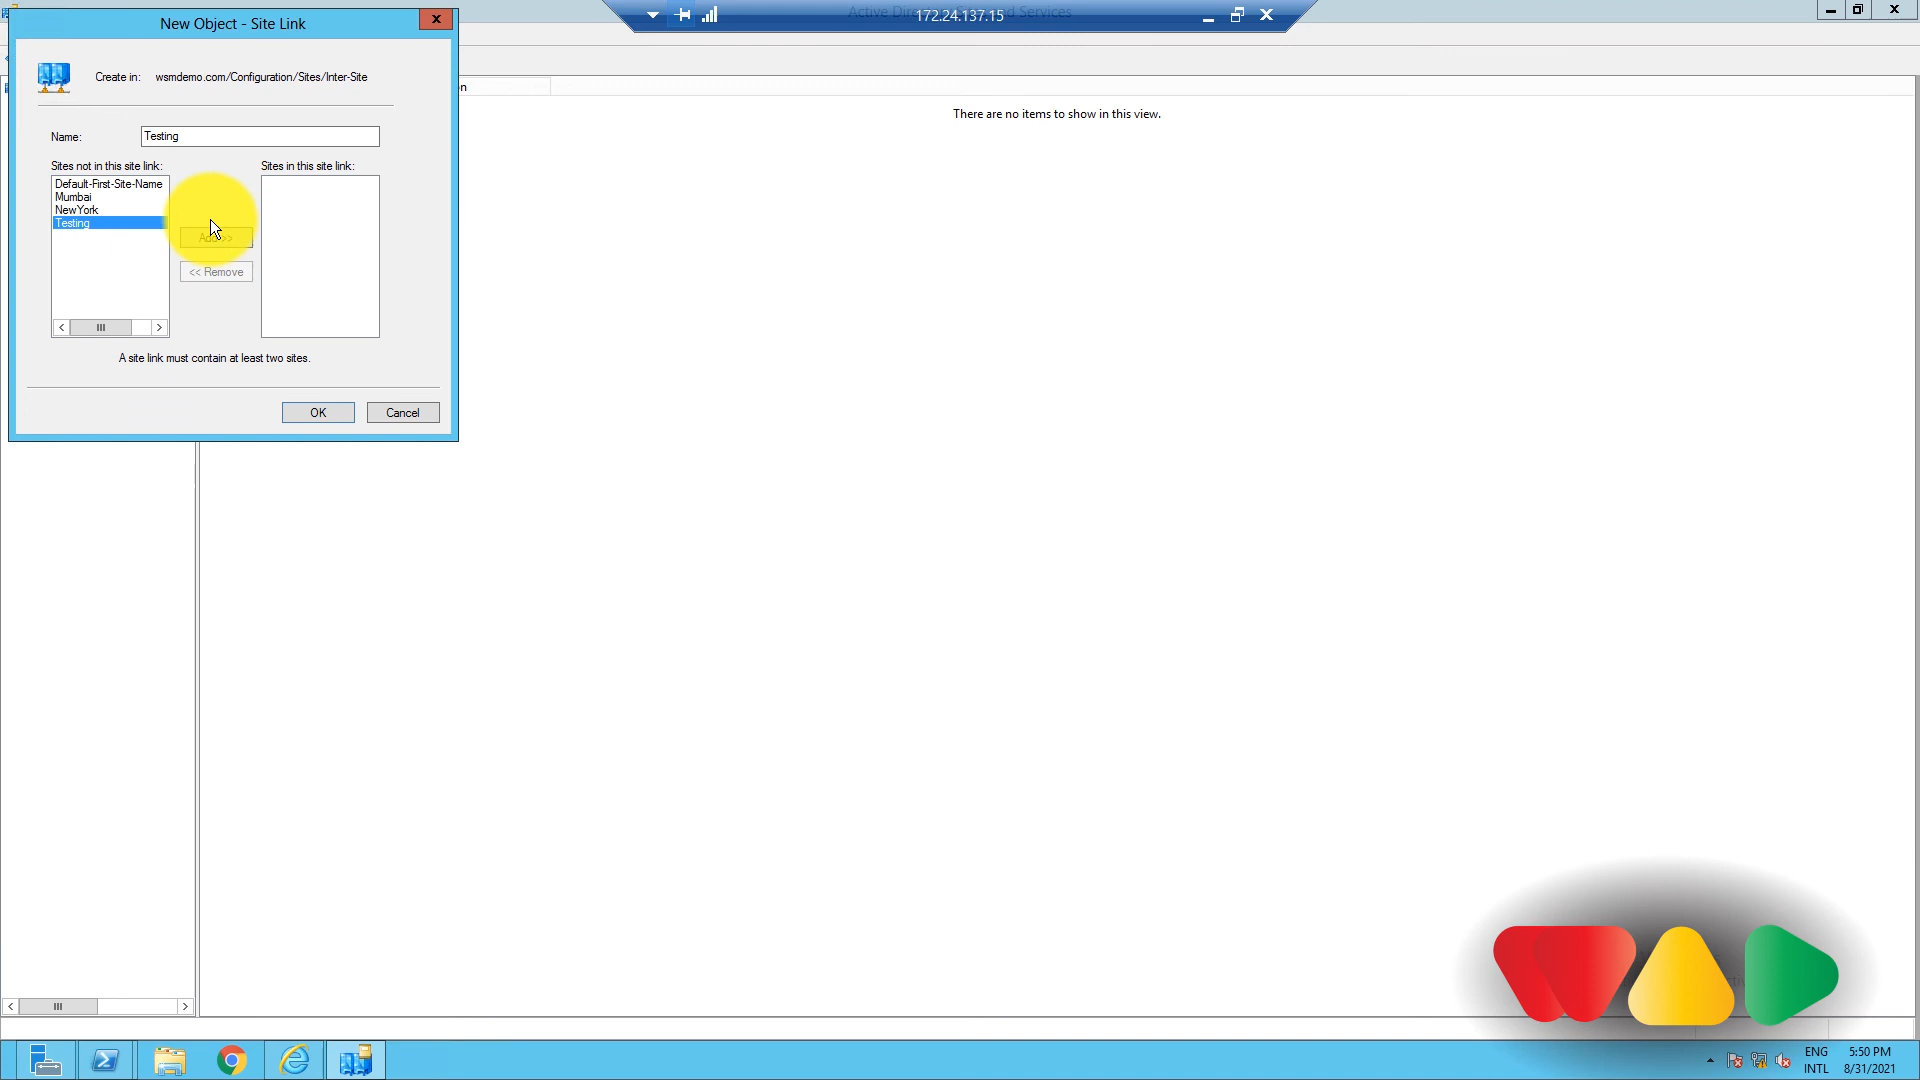 New Object - Site Link
172.24.137.15
Create in: wsmdemo.com/Configuration/Sites/Inter-Site
Name: Testing
Sites not in this site link:
Sites in this site link:
Default-First-Site-Name
Mumbai
NewYork
Testing
Add >>
<< Remove
A site link must contain at least two sites.
OK
Cancel
There are no items to show in this view.
ENG
INTL
5:50 PM
8/31/2021